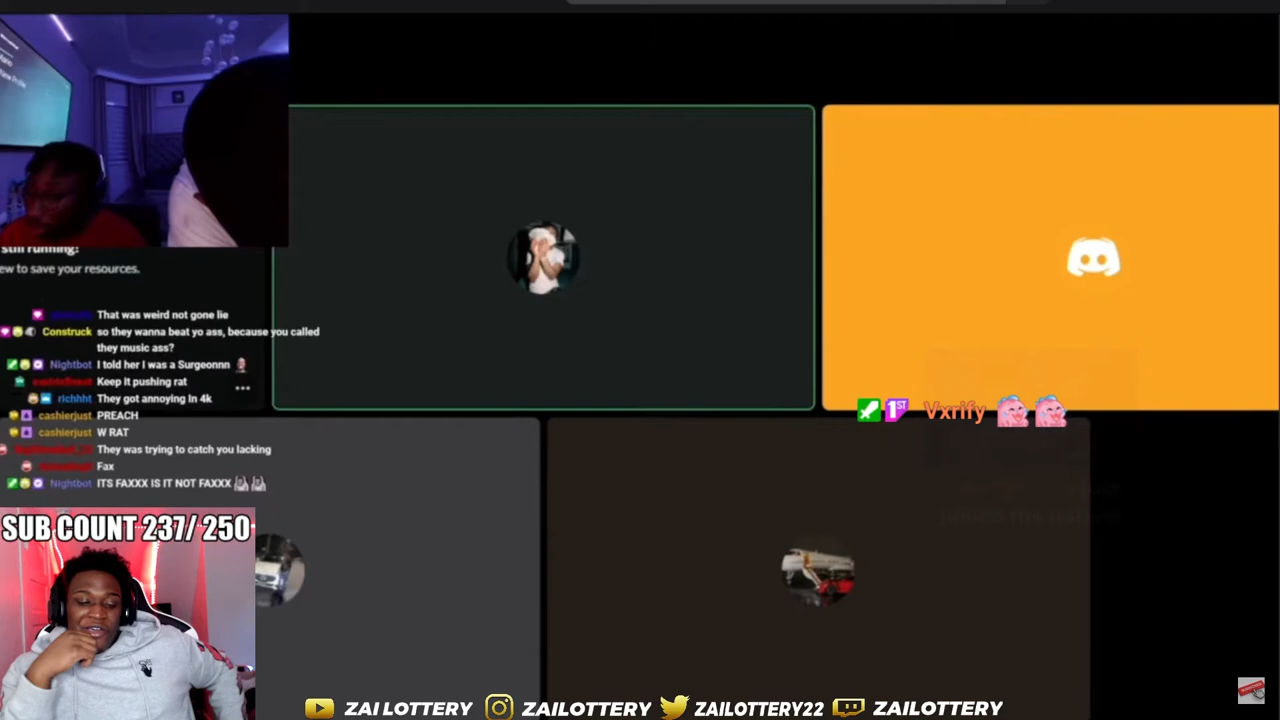 still running!
ew to save your resources.
That was weird not gone lie
Construck so they wanna beat yo ass, because you called
they music ass?
Nightbot I told her I was a Surgeonnn
Keep it pushing rat
richhht They got annoying In 4k
cashierjust PREACH
cashierjust W RAT
They was trying to catch you lacking
Fax
Nightbot ITS FAXXX IS IT NOT FAXXX
1ST Vxrify
SUB COUNT 237/ 250
ZAI LOTTERY ZAILOTTERY ZAILOTTERY22 ZAILOTTERY